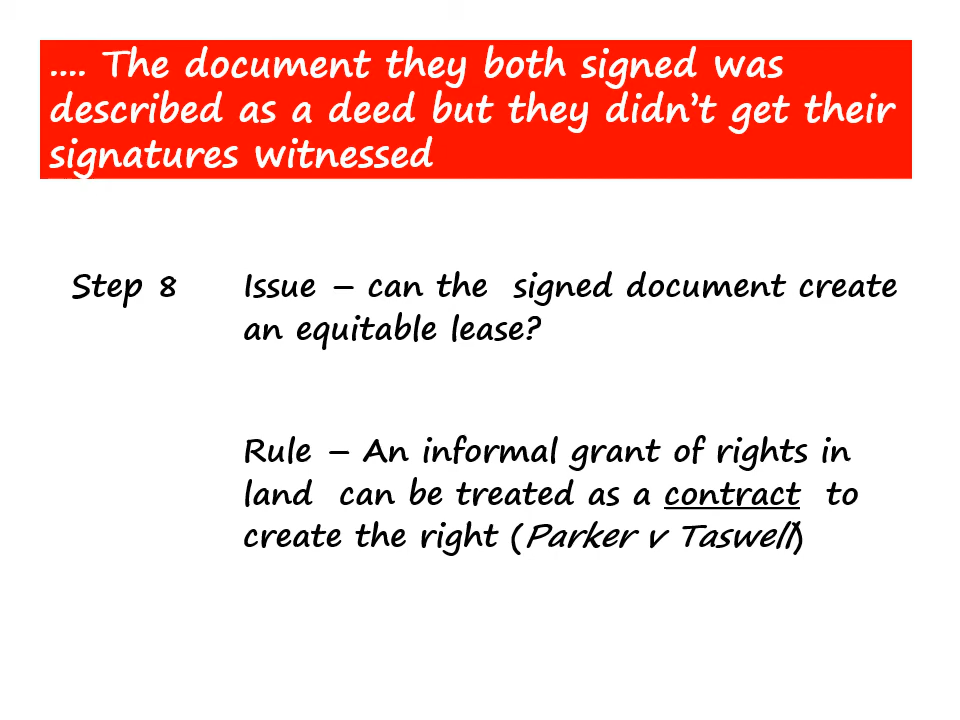 .... The document they both signed was
described as a deed but they didn’t get their
signatures witnessed
Step 8 Issue – can the signed document create
an equitable lease?
Rule – An informal grant of rights in
land can be treated as a contract to
create the right (Parker v Taswell)